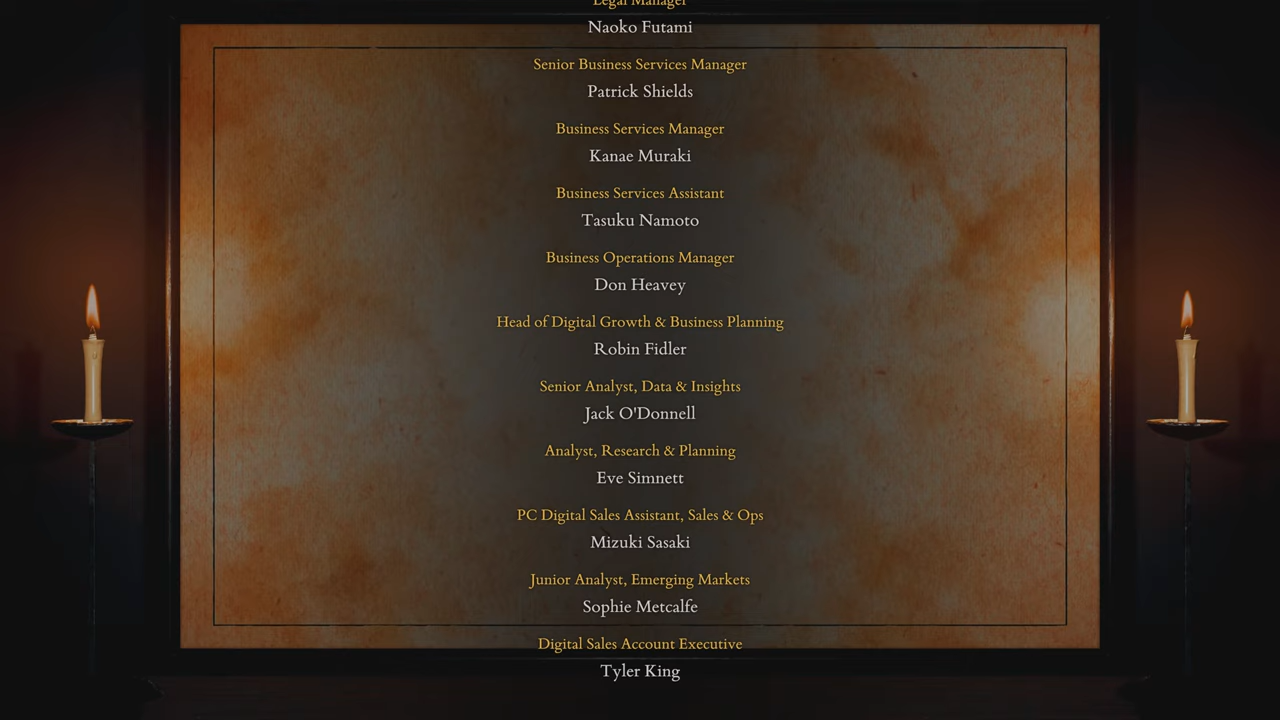 Legal Manager
Naoko Futami
Senior Business Services Manager
Patrick Shields
Business Services Manager
Kanae Muraki
Business Services Assistant
Tasuku Namoto
Business Operations Manager
Don Heavey
Head of Digital Growth & Business Planning
Robin Fidler
Senior Analyst, Data & Insights
Jack O'Donnell
Analyst, Research & Planning
Eve Simnett
PC Digital Sales Assistant, Sales & Ops
Mizuki Sasaki
Junior Analyst, Emerging Markets
Sophie Metcalfe
Digital Sales Account Executive
Tyler King